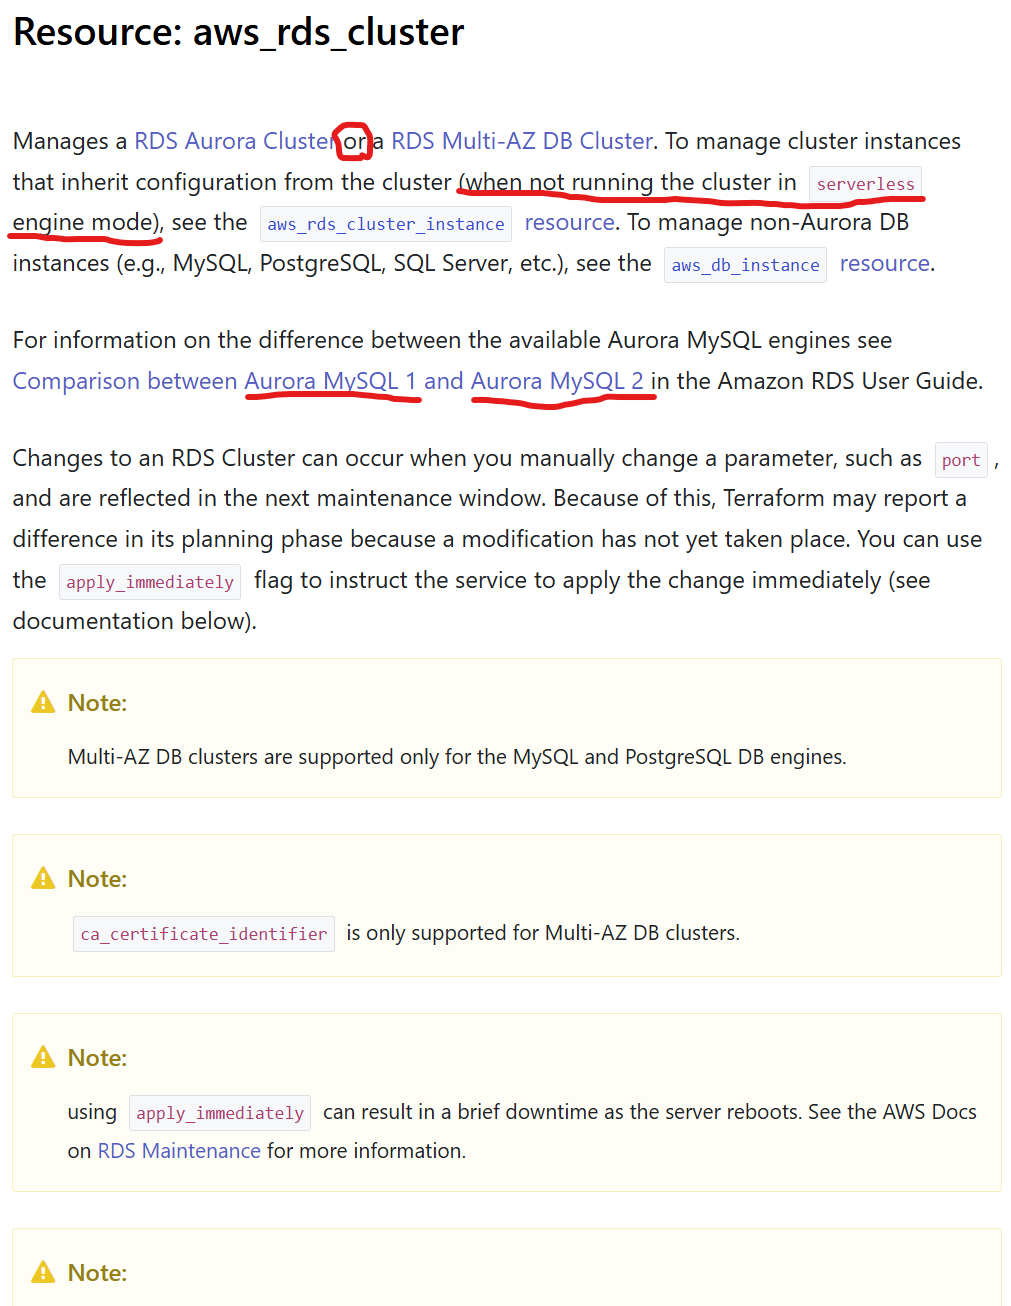 Resource: aws_rds_cluster
Manages a RDS Aurora Cluster or a RDS Multi-AZ DB Cluster. To manage cluster instances
that inherit configuration from the cluster (when not running the cluster in serverless
engine mode), see the aws_rds_cluster_instance resource. To manage non-Aurora DB
instances (e.g., MySQL, PostgreSQL, SQL Server, etc.), see the aws_db_instance resource.
For information on the difference between the available Aurora MySQL engines see
Comparison between Aurora MySQL 1 and Aurora MySQL 2 in the Amazon RDS User Guide.
Changes to an RDS Cluster can occur when you manually change a parameter, such as port ,
and are reflected in the next maintenance window. Because of this, Terraform may report a
difference in its planning phase because a modification has not yet taken place. You can use
the apply_immediately flag to instruct the service to apply the change immediately (see
documentation below).
Note:
Multi-AZ DB clusters are supported only for the MySQL and PostgreSQL DB engines.
Note:
ca_certificate_identifier is only supported for Multi-AZ DB clusters.
Note:
using apply_immediately can result in a brief downtime as the server reboots. See the AWS Docs
on RDS Maintenance for more information.
Note: